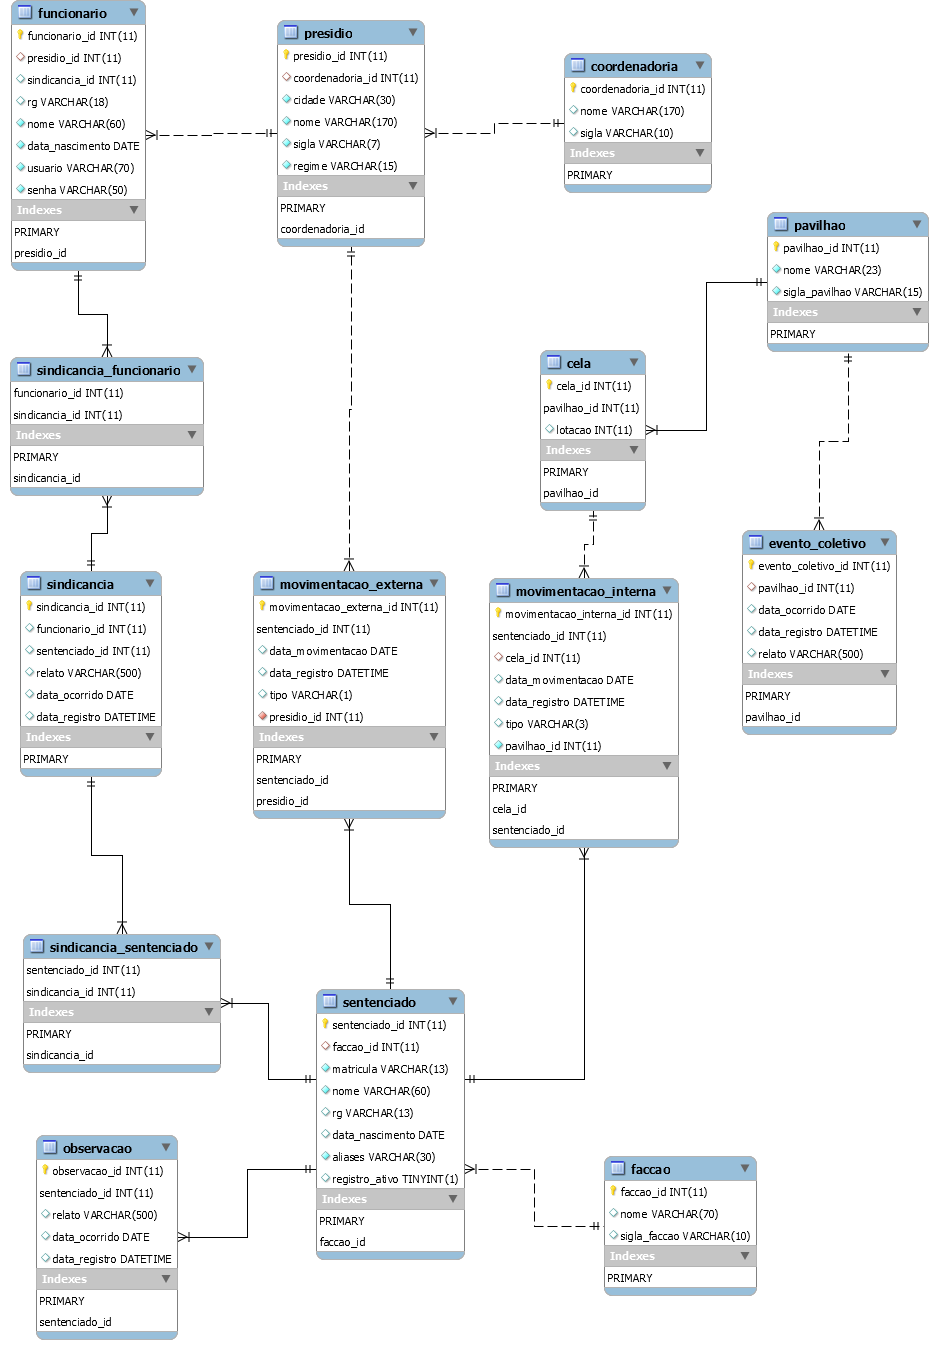 funcionario
funcionario_id INT(11)
presidio_id INT(11)
sindicancia_id INT(11)
rg VARCHAR(18)
nome VARCHAR(60)
data_nascimento DATE
usuario VARCHAR(70)
senha VARCHAR(50)
Indexes
PRIMARY
presidio_id
presidio
presidio_id INT(11)
coordenadoria_id INT(11)
cidade VARCHAR(30)
nome VARCHAR(170)
sigla VARCHAR(7)
regime VARCHAR(15)
Indexes
PRIMARY
coordenadoria_id
coordenadoria
coordenadoria_id INT(11)
nome VARCHAR(170)
sigla VARCHAR(10)
Indexes
PRIMARY
pavilhao
pavilhao_id INT(11)
nome VARCHAR(23)
sigla_pavilhao VARCHAR(15)
Indexes
PRIMARY
sindicancia_funcionario
funcionario_id INT(11)
sindicancia_id INT(11)
Indexes
PRIMARY
sindicancia_id
cela
cela_id INT(11)
pavilhao_id INT(11)
lotacao INT(11)
Indexes
PRIMARY
pavilhao_id
evento_coletivo
evento_coletivo_id INT(11)
pavilhao_id INT(11)
data_ocorrido DATE
data_registro DATETIME
relato VARCHAR(500)
Indexes
PRIMARY
pavilhao_id
sindicancia
sindicancia_id INT(11)
funcionario_id INT(11)
sentenciado_id INT(11)
relato VARCHAR(500)
data_ocorrido DATE
data_registro DATETIME
Indexes
PRIMARY
movimentacao_externa
movimentacao_externa_id INT(11)
sentenciado_id INT(11)
data_movimentacao DATE
data_registro DATETIME
tipo VARCHAR(1)
presidio_id INT(11)
Indexes
PRIMARY
sentenciado_id
presidio_id
movimentacao_interna
movimentacao_interna_id INT(11)
sentenciado_id INT(11)
cela_id INT(11)
data_movimentacao DATE
data_registro DATETIME
tipo VARCHAR(3)
pavilhao_id INT(11)
Indexes
PRIMARY
cela_id
sentenciado_id
sindicancia_sentenciado
sentenciado_id INT(11)
sindicancia_id INT(11)
Indexes
PRIMARY
sindicancia_id
sentenciado
sentenciado_id INT(11)
faccao_id INT(11)
matricula VARCHAR(13)
nome VARCHAR(60)
rg VARCHAR(13)
data_nascimento DATE
aliases VARCHAR(30)
registro_ativo TINYINT(1)
Indexes
PRIMARY
faccao_id
observacao
observacao_id INT(11)
sentenciado_id INT(11)
relato VARCHAR(500)
data_ocorrido DATE
data_registro DATETIME
Indexes
PRIMARY
sentenciado_id
faccao
faccao_id INT(11)
nome VARCHAR(70)
sigla_faccao VARCHAR(10)
Indexes
PRIMARY